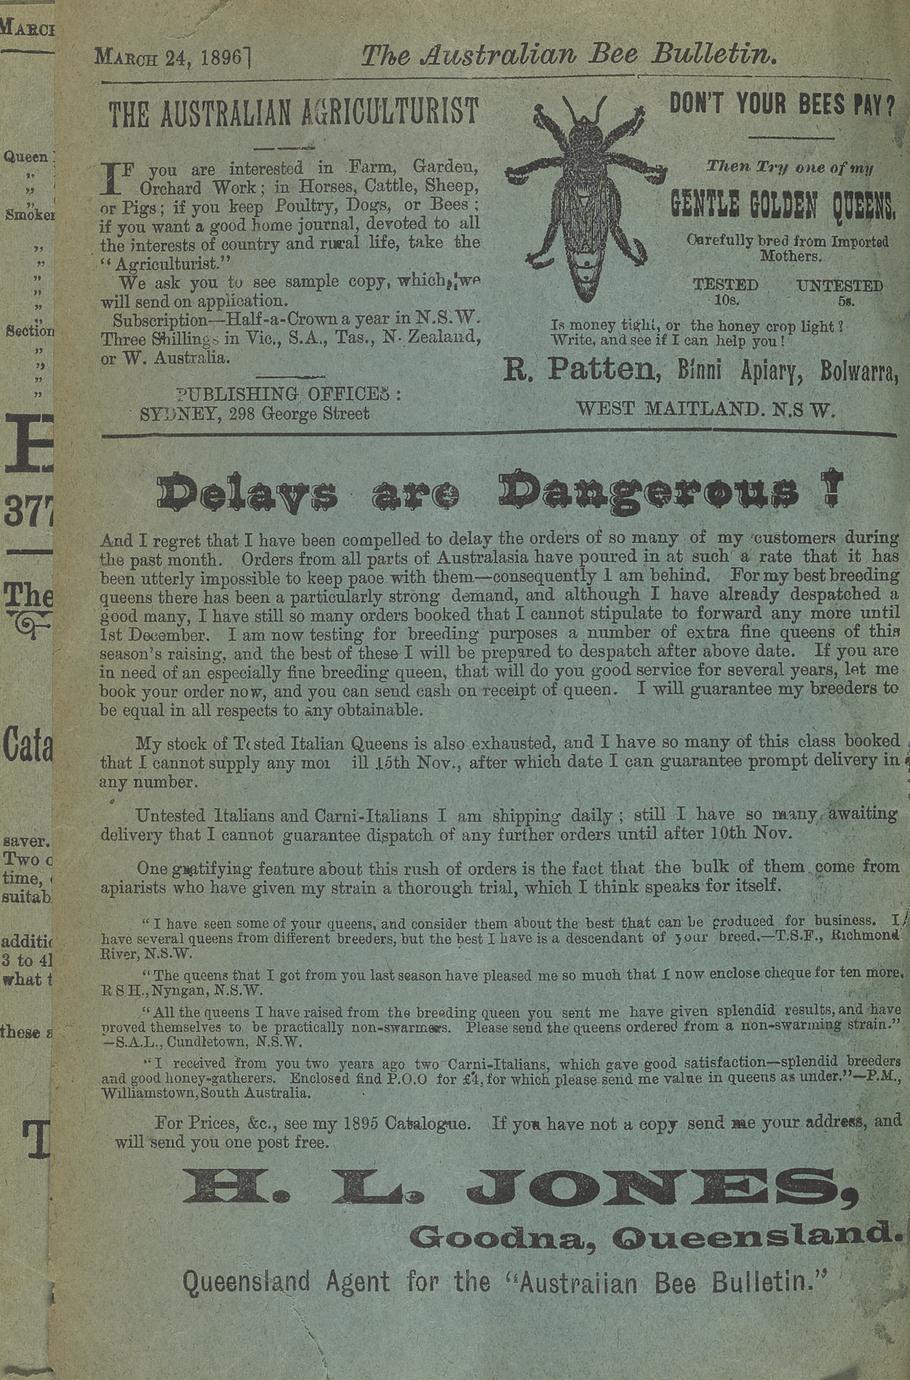 MARCH 24, 1896] The Australian Bee Bulletin.
THE AUSTRALIAN AGRICULTURIST
IF you are interested in Farm, Garden,
Orchard Work; in Horses, Cattle, Sheep,
or Pigs; if you keep Poultry, Dogs, or Bees;
if you want a good home journal, devoted to all
the interests of country and rural life, take the
"Agriculturist."
We ask you to see sample copy, which, we
will send on application.
Subscription—Half-a-Crown a year in N.S.W.
Three Shillings in Vic., S.A., Tas., N. Zealand,
or W. Australia.
PUBLISHING OFFICES:
SYDNEY, 298 George Street
DON'T YOUR BEES PAY?
Then Try one of my
GENTLE GOLDEN QUEENS.
Carefully bred from Imported
Mothers.
TESTED UNTESTED
10s. 5s.
Is money tight, or the honey crop light?
Write, and see if I can help you!
R. Patten, Binni Apiary, Bolwarra,
WEST MAITLAND. N.S W.
Delays are Dangerous!
And I regret that I have been compelled to delay the orders of so many of my customers during
the past month. Orders from all parts of Australasia have poured in at such a rate that it has
been utterly impossible to keep pace with them—consequently I am behind. For my best breeding
queens there has been a particularly strong demand, and although I have already despatched a
good many, I have still so many orders booked that I cannot stipulate to forward any more until
1st December. I am now testing for breeding purposes a number of extra fine queens of this
season's raising, and the best of these I will be prepared to despatch after above date. If you are
in need of an especially fine breeding queen, that will do you good service for several years, let me
book your order now, and you can send cash on receipt of queen. I will guarantee my breeders to
be equal in all respects to any obtainable.
My stock of Tested Italian Queens is also exhausted, and I have so many of this class booked
that I cannot supply any moi ill 15th Nov., after which date I can guarantee prompt delivery in
any number.
Untested Italians and Carni-Italians I am shipping daily; still I have so many awaiting
delivery that I cannot guarantee dispatch of any further orders until after 10th Nov.
One gratifying feature about this rush of orders is the fact that the bulk of them come from
apiarists who have given my strain a thorough trial, which I think speaks for itself.
"I have seen some of your queens, and consider them about the best that can be produced for business. I
have several queens from different breeders, but the best I have is a descendant of your breed.—T.S.F., Richmond
River, N.S.W.
"The queens that I got from you last season have pleased me so much that I now enclose cheque for ten more.
R S H., Nyngan, N.S.W.
"All the queens I have raised from the breeding queen you sent me have given splendid results, and have
proved themselves to be practically non-swarmers. Please send the queens ordered from a non-swarming strain."
—S.A.L., Cundletown, N.S.W.
"I received from you two years ago two Carni-Italians, which gave good satisfaction—splendid breeders
and good honey-gatherers. Enclosed find P.O.O for £4, for which please send me value in queens as under."—P.M.,
Williamstown, South Australia.
For Prices, &c., see my 1895 Catalogue. If you have not a copy send me your address, and
will send you one post free.
H. L. JONES,
Goodna, Queensland.
Queensland Agent for the "Australian Bee Bulletin."